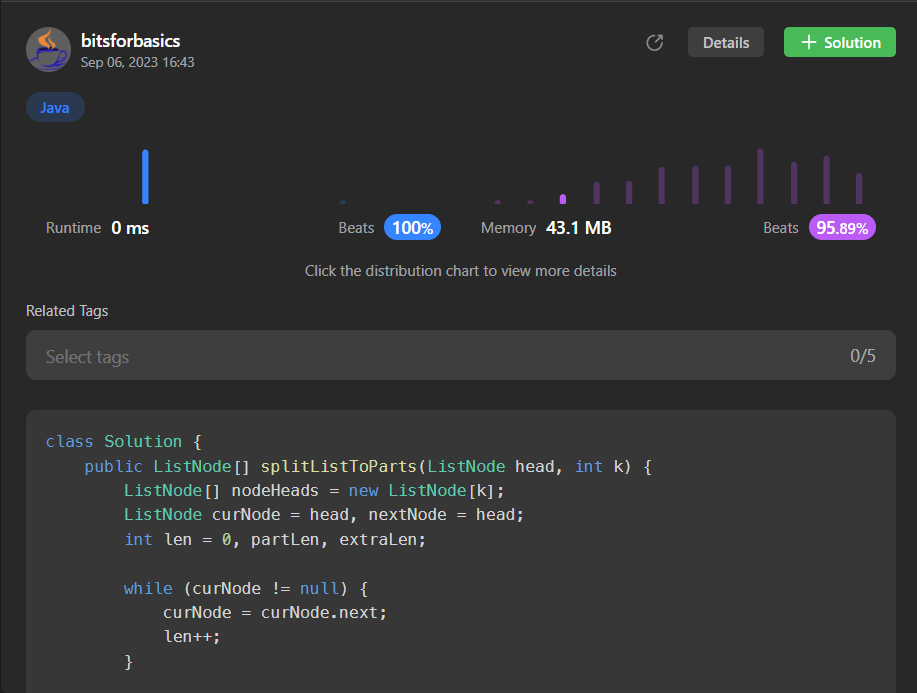 bitsforbasics
Sep 06, 2023 16:43
Details
+ Solution
Java
Runtime 0 ms
Beats 100%
Memory 43.1 MB
Beats 95.89%
Click the distribution chart to view more details
Related Tags
Select tags
0/5
class Solution {
    public ListNode[] splitListToParts(ListNode head, int k) {
        ListNode[] nodeHeads = new ListNode[k];
        ListNode curNode = head, nextNode = head;
        int len = 0, partLen, extraLen;

        while (curNode != null) {
            curNode = curNode.next;
            len++;
        }